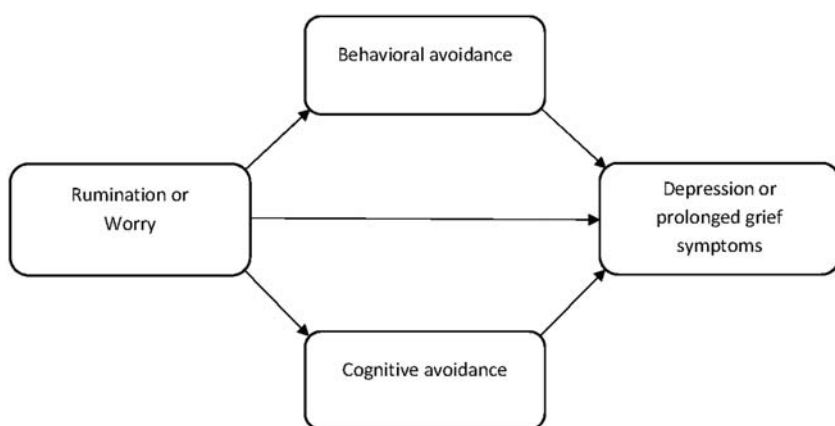 Behavioral avoidance
Rumination or
Worry
Depression or
prolonged grief
symptoms
Cognitive avoidance